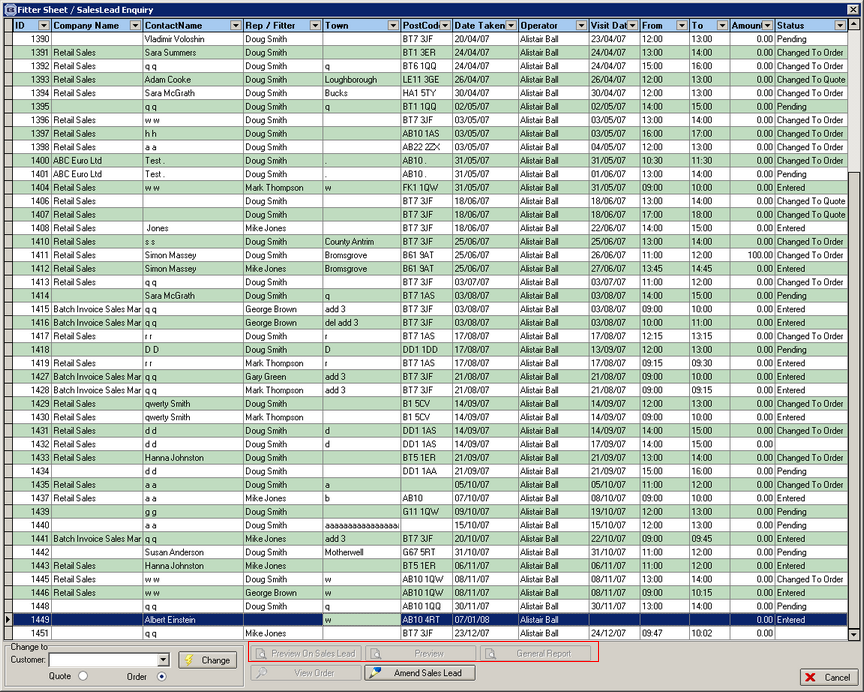 Fitter Sheet / SalesLead Enquiry
ID Company Name ContactName Rep / Fitter Town PostCod Date Taken Operator Visit Dat From To Amount Status
1390 Vladimir Voloshin Doug Smith BT7 3JF 20/04/07 Alistair Ball 23/04/07 12:00 13:00 0.00 Pending
1391 Retail Sales Sara Summers Doug Smith BT1 3ER 24/04/07 Alistair Ball 24/04/07 13:00 14:00 0.00 Changed To Order
1392 Retail Sales q q Doug Smith q BT6 1QQ 24/04/07 Alistair Ball 24/04/07 15:00 16:00 0.00 Changed To Order
1393 Retail Sales Adam Cooke Doug Smith Loughborough LE11 3GE 26/04/07 Alistair Ball 26/04/07 12:00 13:00 0.00 Changed To Quote
1394 Retail Sales Sara McGrath Doug Smith Bucks HA1 5TY 30/04/07 Alistair Ball 30/04/07 12:00 13:00 0.00 Changed To Order
1395 q q Doug Smith q BT1 1QQ 02/05/07 Alistair Ball 02/05/07 14:00 15:00 0.00 Pending
1396 Retail Sales w w Doug Smith BT7 3JF 03/05/07 Alistair Ball 03/05/07 13:00 14:00 0.00 Changed To Order
1397 Retail Sales h h Doug Smith AB10 1AS 03/05/07 Alistair Ball 03/05/07 16:00 17:00 0.00 Changed To Order
1398 Retail Sales a a Doug Smith AB22 2ZX 03/05/07 Alistair Ball 04/05/07 12:00 13:00 0.00 Changed To Order
1400 ABC Euro Ltd Test . Doug Smith . AB10 . 31/05/07 Alistair Ball 31/05/07 10:30 11:30 0.00 Changed To Order
1401 ABC Euro Ltd Test . Doug Smith . AB10 . 31/05/07 Alistair Ball 01/06/07 13:00 14:00 0.00 Pending
1404 Retail Sales w w Mark Thompson w FK1 1QW 31/05/07 Alistair Ball 31/05/07 09:00 10:00 0.00 Entered
1406 Retail Sales Doug Smith BT7 3JF 18/06/07 Alistair Ball 18/06/07 13:00 14:00 0.00 Changed To Quote
1407 Retail Sales Doug Smith BT7 3JF 18/06/07 Alistair Ball 18/06/07 17:00 18:00 0.00 Changed To Quote
1408 Retail Sales Jones Mike Jones BT7 3JF 18/06/07 Alistair Ball 22/06/07 14:00 15:00 0.00 Entered
1410 Retail Sales s s Doug Smith County Antrim BT7 3JF 25/06/07 Alistair Ball 25/06/07 13:00 14:00 0.00 Changed To Order
1411 Retail Sales Simon Massey Doug Smith Bromsgrove B61 9AT 25/06/07 Alistair Ball 26/06/07 11:00 12:00 100.00 Changed To Order
1412 Retail Sales Simon Massey Mike Jones Bromsgrove B61 9AT 25/06/07 Alistair Ball 27/06/07 13:45 14:45 0.00 Entered
1413 Retail Sales q q Doug Smith BT7 3JF 03/07/07 Alistair Ball 03/07/07 11:00 12:00 0.00 Changed To Order
1414 Sara McGrath Doug Smith q BT7 1AS 03/08/07 Alistair Ball 03/08/07 14:00 15:00 0.00 Pending
1415 Batch Invoice Sales Mar q q George Brown add 3 BT7 3JF 03/08/07 Alistair Ball 03/08/07 09:00 10:00 0.00 Entered
1416 Batch Invoice Sales Mar q q George Brown del add 3 BT7 3JF 03/08/07 Alistair Ball 03/08/07 10:00 11:00 0.00 Entered
1417 Retail Sales r r Doug Smith r BT7 1AS 17/08/07 Alistair Ball 17/08/07 12:15 13:15 0.00 Changed To Order
1418 D D Doug Smith D DD1 1DD 17/08/07 Alistair Ball 13/09/07 12:00 13:00 0.00 Pending
1419 Retail Sales r r Mark Thompson r BT7 1AS 17/08/07 Alistair Ball 17/08/07 09:15 09:30 0.00 Entered
1427 Batch Invoice Sales Mar q q Gary Green add 3 BT7 3JF 21/08/07 Alistair Ball 21/08/07 09:00 10:00 0.00 Entered
1428 Batch Invoice Sales Mar q q Mark Thompson add 3 BT7 3JF 21/08/07 Alistair Ball 21/08/07 09:00 09:15 0.00 Entered
1429 Retail Sales qwerty Smith Doug Smith B1 5CV 14/09/07 Alistair Ball 14/09/07 12:00 13:00 0.00 Changed To Order
1430 Retail Sales qwerty Smith Mark Thompson B1 5CV 14/09/07 Alistair Ball 14/09/07 09:00 10:00 0.00 Entered
1431 Retail Sales d d Doug Smith d DD1 1AS 14/09/07 Alistair Ball 14/09/07 14:00 15:00 0.00 Changed To Order
1432 Retail Sales d d Doug Smith d DD1 1AS 14/09/07 Alistair Ball 17/09/07 14:00 15:00 0.00
1433 Retail Sales Hanna Johnston Doug Smith BT5 1ER 21/09/07 Alistair Ball 21/09/07 13:00 14:00 0.00 Changed To Order
1434 d d Doug Smith DD1 1AA 21/09/07 Alistair Ball 21/09/07 15:00 16:00 0.00 Pending
1435 Retail Sales a a Doug Smith a 05/10/07 Alistair Ball 05/10/07 11:00 12:00 0.00 Changed To Order
1437 Retail Sales a a Mike Jones b AB10 07/10/07 Alistair Ball 08/10/07 09:00 10:00 0.00 Entered
1439 g g Doug Smith G11 1QW 09/10/07 Alistair Ball 19/10/07 12:00 13:00 0.00 Pending
1440 a a Doug Smith aaaaaaaaaaaaaaaa 15/10/07 Alistair Ball 15/10/07 12:00 13:00 0.00 Pending
1441 Batch Invoice Sales Mar q q Mike Jones add 3 BT7 3JF 20/10/07 Alistair Ball 22/10/07 09:00 09:45 0.00 Entered
1442 Susan Anderson Doug Smith Motherwell G67 5RT 31/10/07 Alistair Ball 31/10/07 11:00 12:00 0.00 Pending
1443 Retail Sales Hanna Johnston Mike Jones BT5 1ER 06/11/07 Alistair Ball 06/11/07 11:00 12:00 0.00 Entered
1445 Retail Sales w w Doug Smith w AB10 1QW 08/11/07 Alistair Ball 08/11/07 13:00 14:00 0.00 Changed To Order
1446 Retail Sales w w George Brown w AB10 1QW 08/11/07 Alistair Ball 08/11/07 09:00 10:15 0.00 Entered
1448 q q Doug Smith q AB10 1QQ 30/11/07 Alistair Ball 30/11/07 13:00 14:00 0.00 Pending
1449 Albert Einstein w AB10 4RT 07/01/08 Alistair Ball 0.00 Entered
1451 q q Mike Jones BT7 3JF 23/12/07 Alistair Ball 24/12/07 09:47 10:02 0.00 Entered
Change to
Customer: Change
Quote Order
Preview On Sales Lead Preview General Report
View Order Amend Sales Lead Cancel